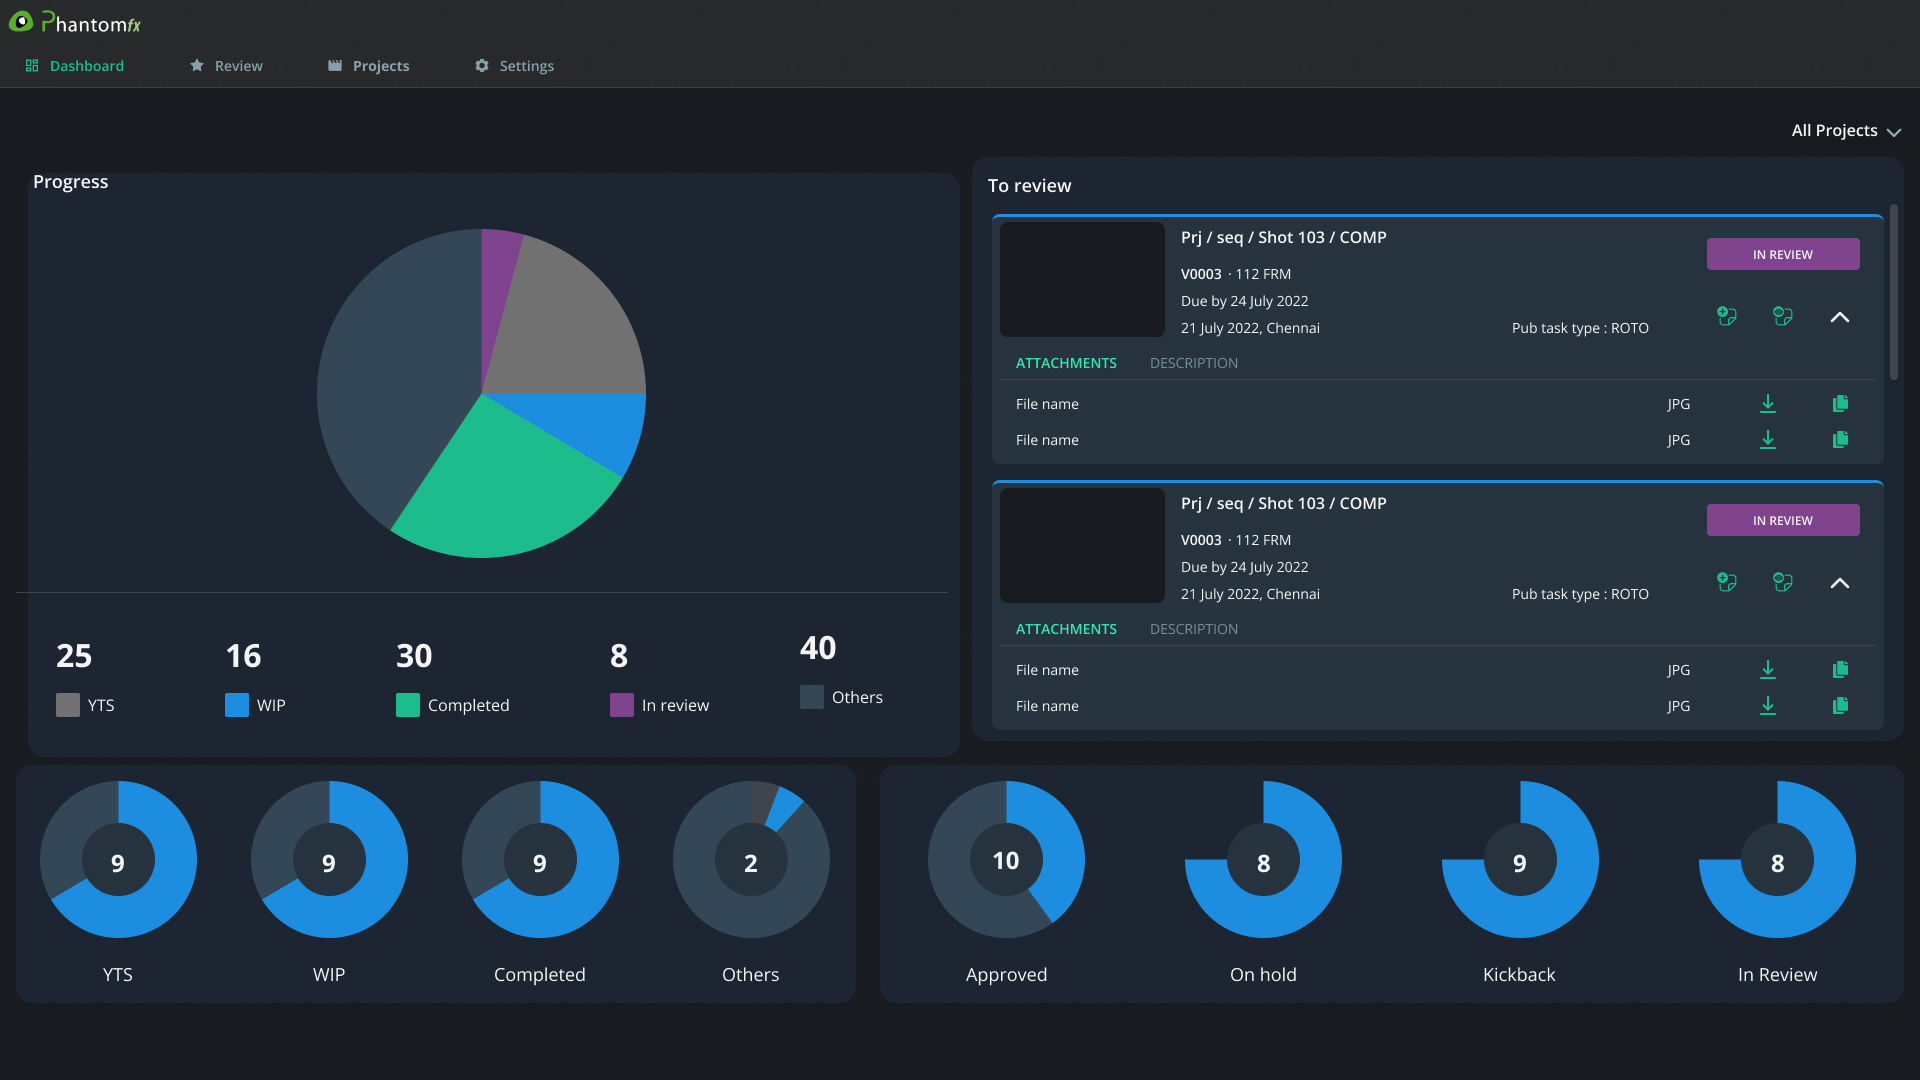 Phantomfx
Dashboard
Review
Projects
Settings
All Projects
Progress
25
YTS
16
WIP
30
Completed
8
In review
40
Others
To review
Prj / seq / Shot 103 / COMP
IN REVIEW
V0003 · 112 FRM
Due by 24 July 2022
21 July 2022, Chennai
Pub task type : ROTO
ATTACHMENTS
DESCRIPTION
File name
JPG
File name
JPG
Prj / seq / Shot 103 / COMP
IN REVIEW
V0003 · 112 FRM
Due by 24 July 2022
21 July 2022, Chennai
Pub task type : ROTO
ATTACHMENTS
DESCRIPTION
File name
JPG
File name
JPG
9
YTS
9
WIP
9
Completed
2
Others
10
Approved
8
On hold
9
Kickback
8
In Review